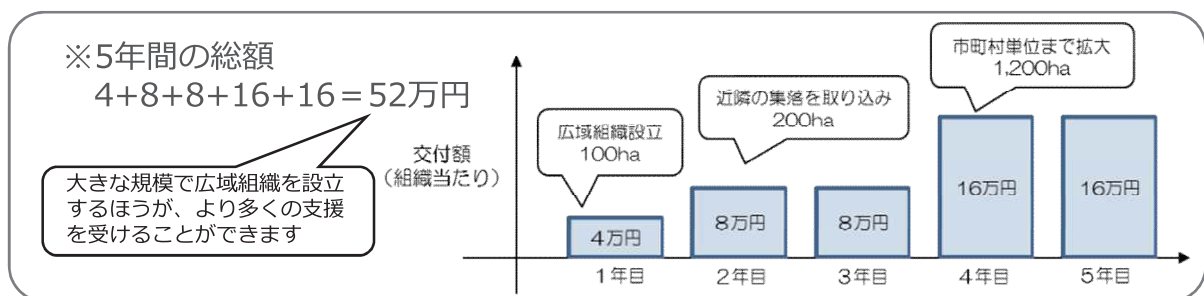 ※5年間の総額
4+8+8+16+16＝52万円
大きな規模で広域組織を設立
するほうが、より多くの支援
を受けることができます
交付額
（組織当たり）
広域組織設立
100ha
近隣の集落を取り込み
200ha
市町村単位まで拡大
1,200ha
4万円
8万円
8万円
16万円
16万円
1年目
2年目
3年目
4年目
5年目